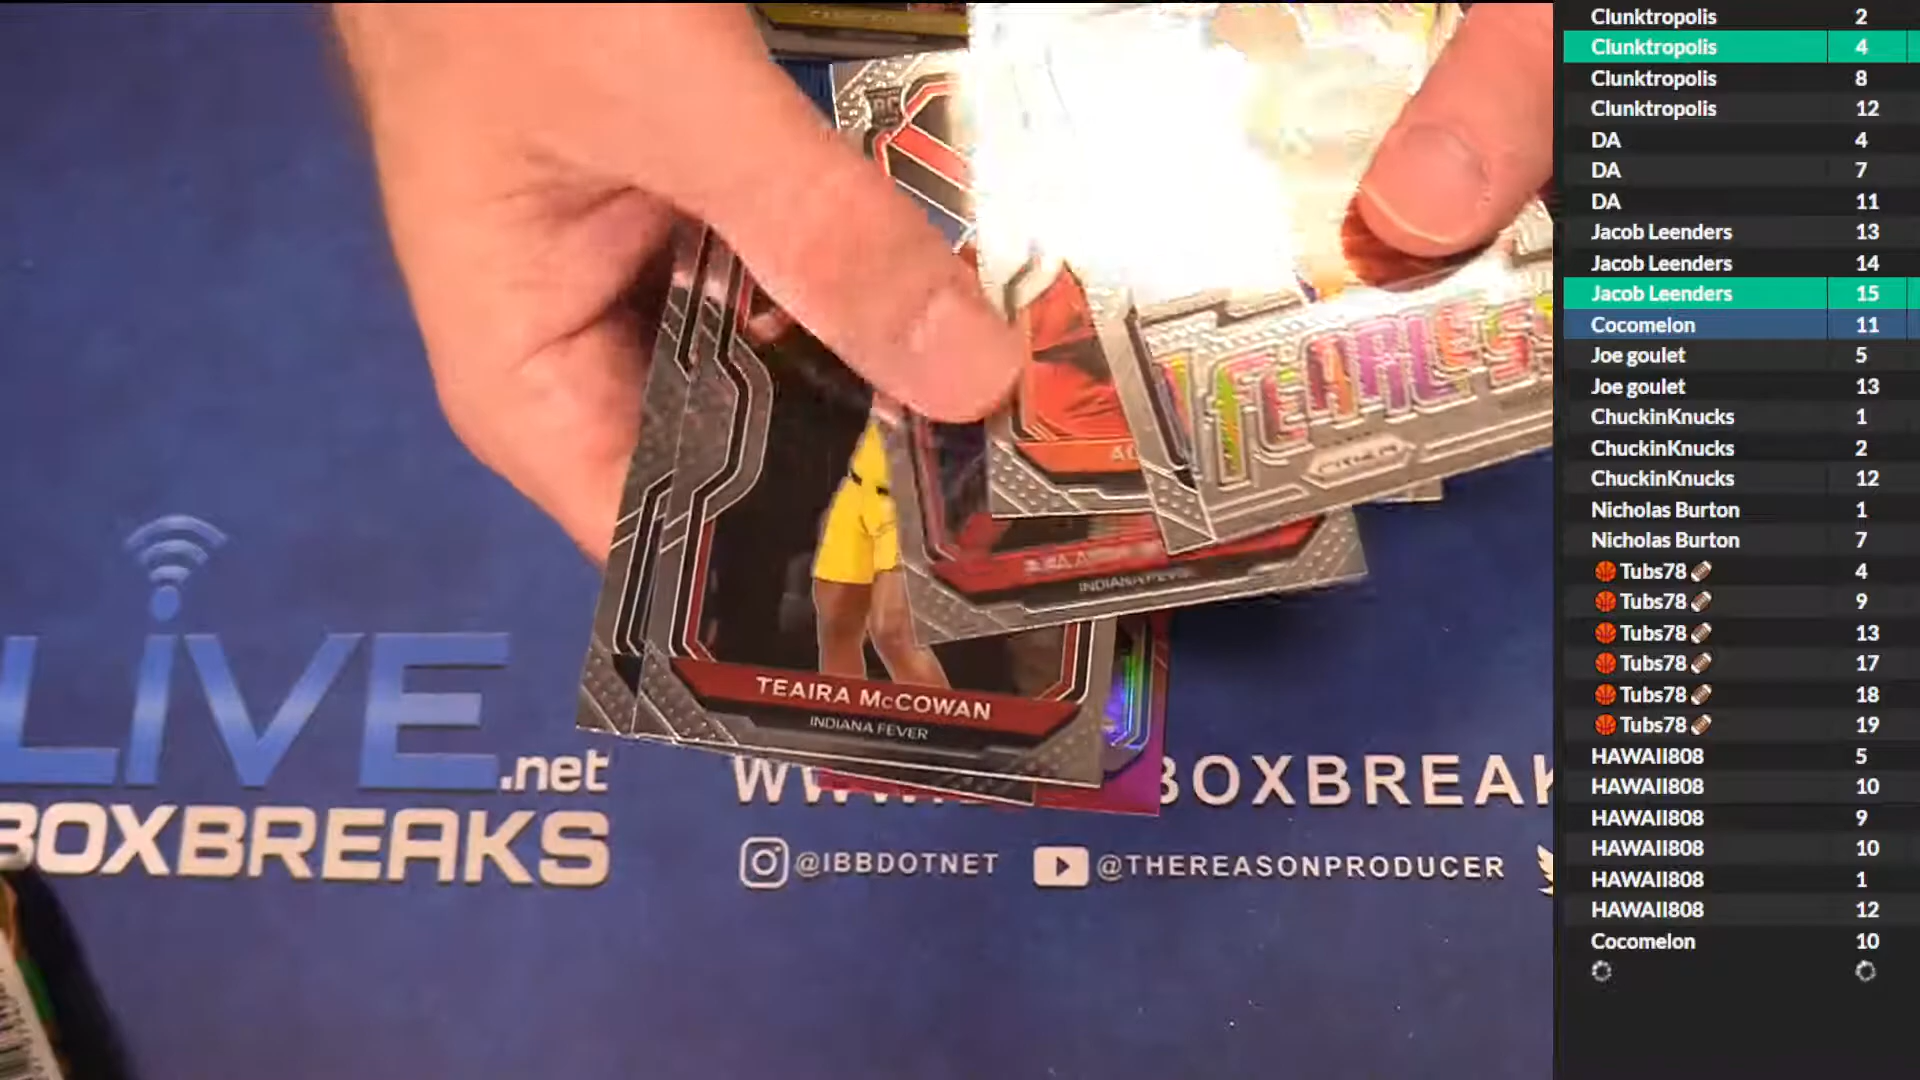 RC
FEARLESS
PRIZM
INDIANA FEVER
TEAIRA McCOWAN
INDIANA FEVER
LIVE
.net
BOXBREAKS
BOXBREAK
@IBBDOTNET
@THEREASONPRODUCER
Clunktropolis 2
Clunktropolis 4
Clunktropolis 8
Clunktropolis 12
DA 4
DA 7
DA 11
Jacob Leenders 13
Jacob Leenders 14
Jacob Leenders 15
Cocomelon 11
Joe goulet 5
Joe goulet 13
ChuckinKnucks 1
ChuckinKnucks 2
ChuckinKnucks 12
Nicholas Burton 1
Nicholas Burton 7
🏀 Tubs78 🏈 4
🏀 Tubs78 🏈 9
🏀 Tubs78 🏈 13
🏀 Tubs78 🏈 17
🏀 Tubs78 🏈 18
🏀 Tubs78 🏈 19
HAWAII808 5
HAWAII808 10
HAWAII808 9
HAWAII808 10
HAWAII808 1
HAWAII808 12
Cocomelon 10